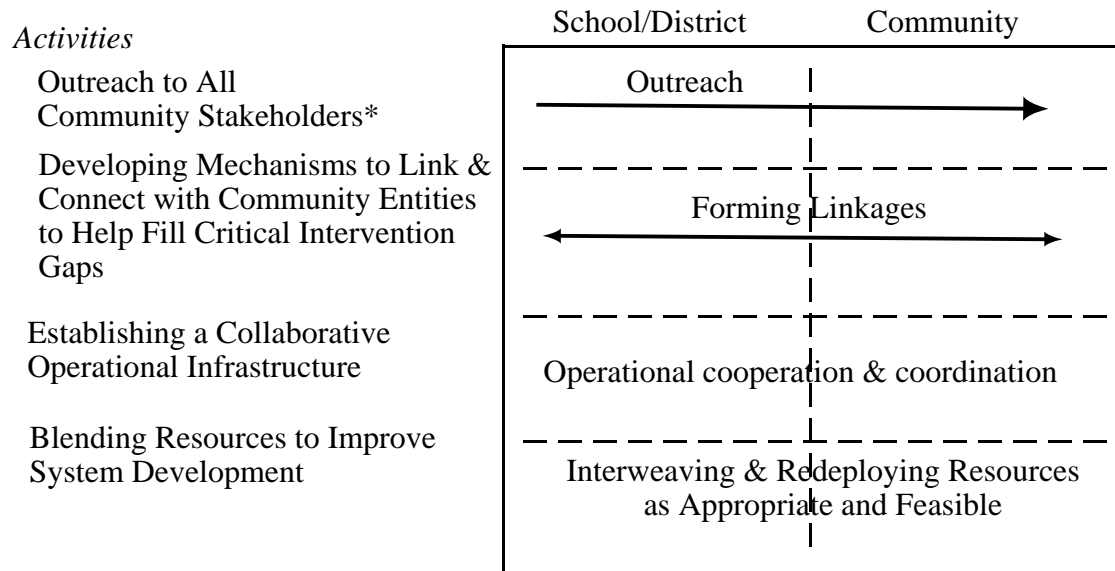 School/District Community
Activities
Outreach to All
Community Stakeholders*
Outreach
Developing Mechanisms to Link &
Connect with Community Entities
to Help Fill Critical Intervention
Gaps
Forming Linkages
Establishing a Collaborative
Operational Infrastructure
Operational cooperation & coordination
Blending Resources to Improve
System Development
Interweaving & Redeploying Resources
as Appropriate and Feasible